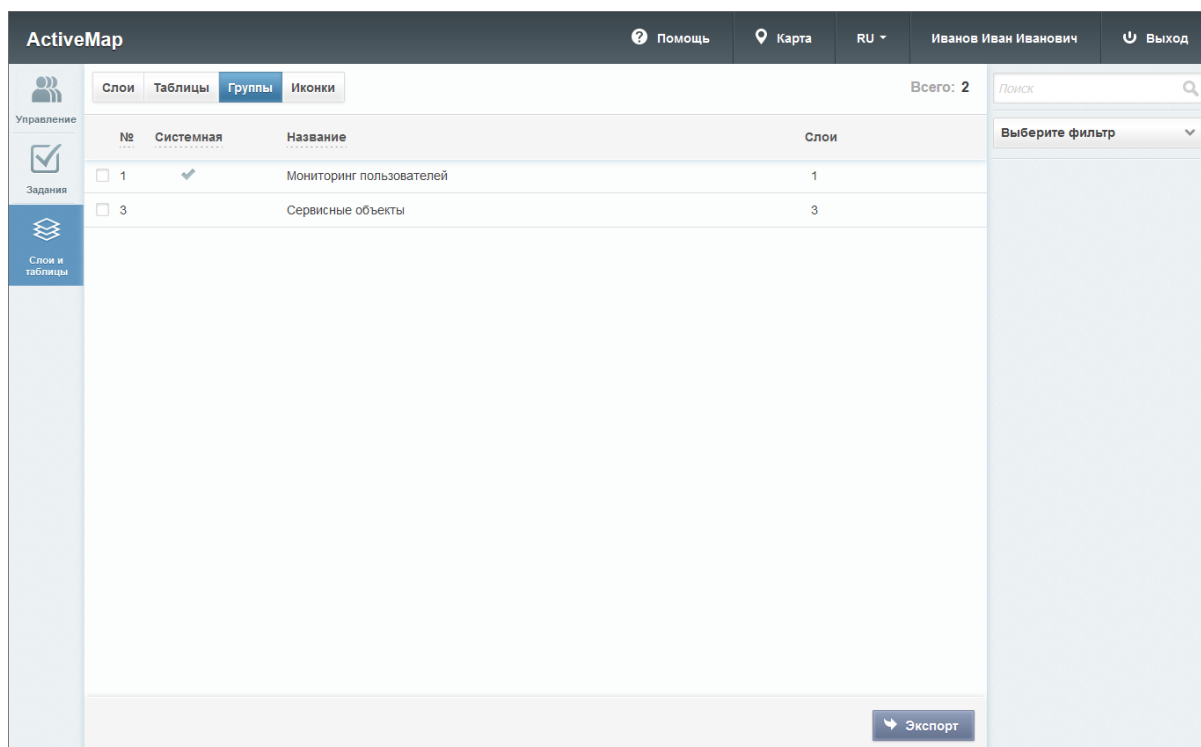 ActiveMap
Помощь
Карта
RU
Иванов Иван Иванович
Выход
Управление
Задания
Слои и
таблицы
Слои Таблицы Группы Иконки
Всего: 2
№ Системная Название Слои
1 Мониторинг пользователей 1
3 Сервисные объекты 3
Экспорт
Поиск
Выберите фильтр